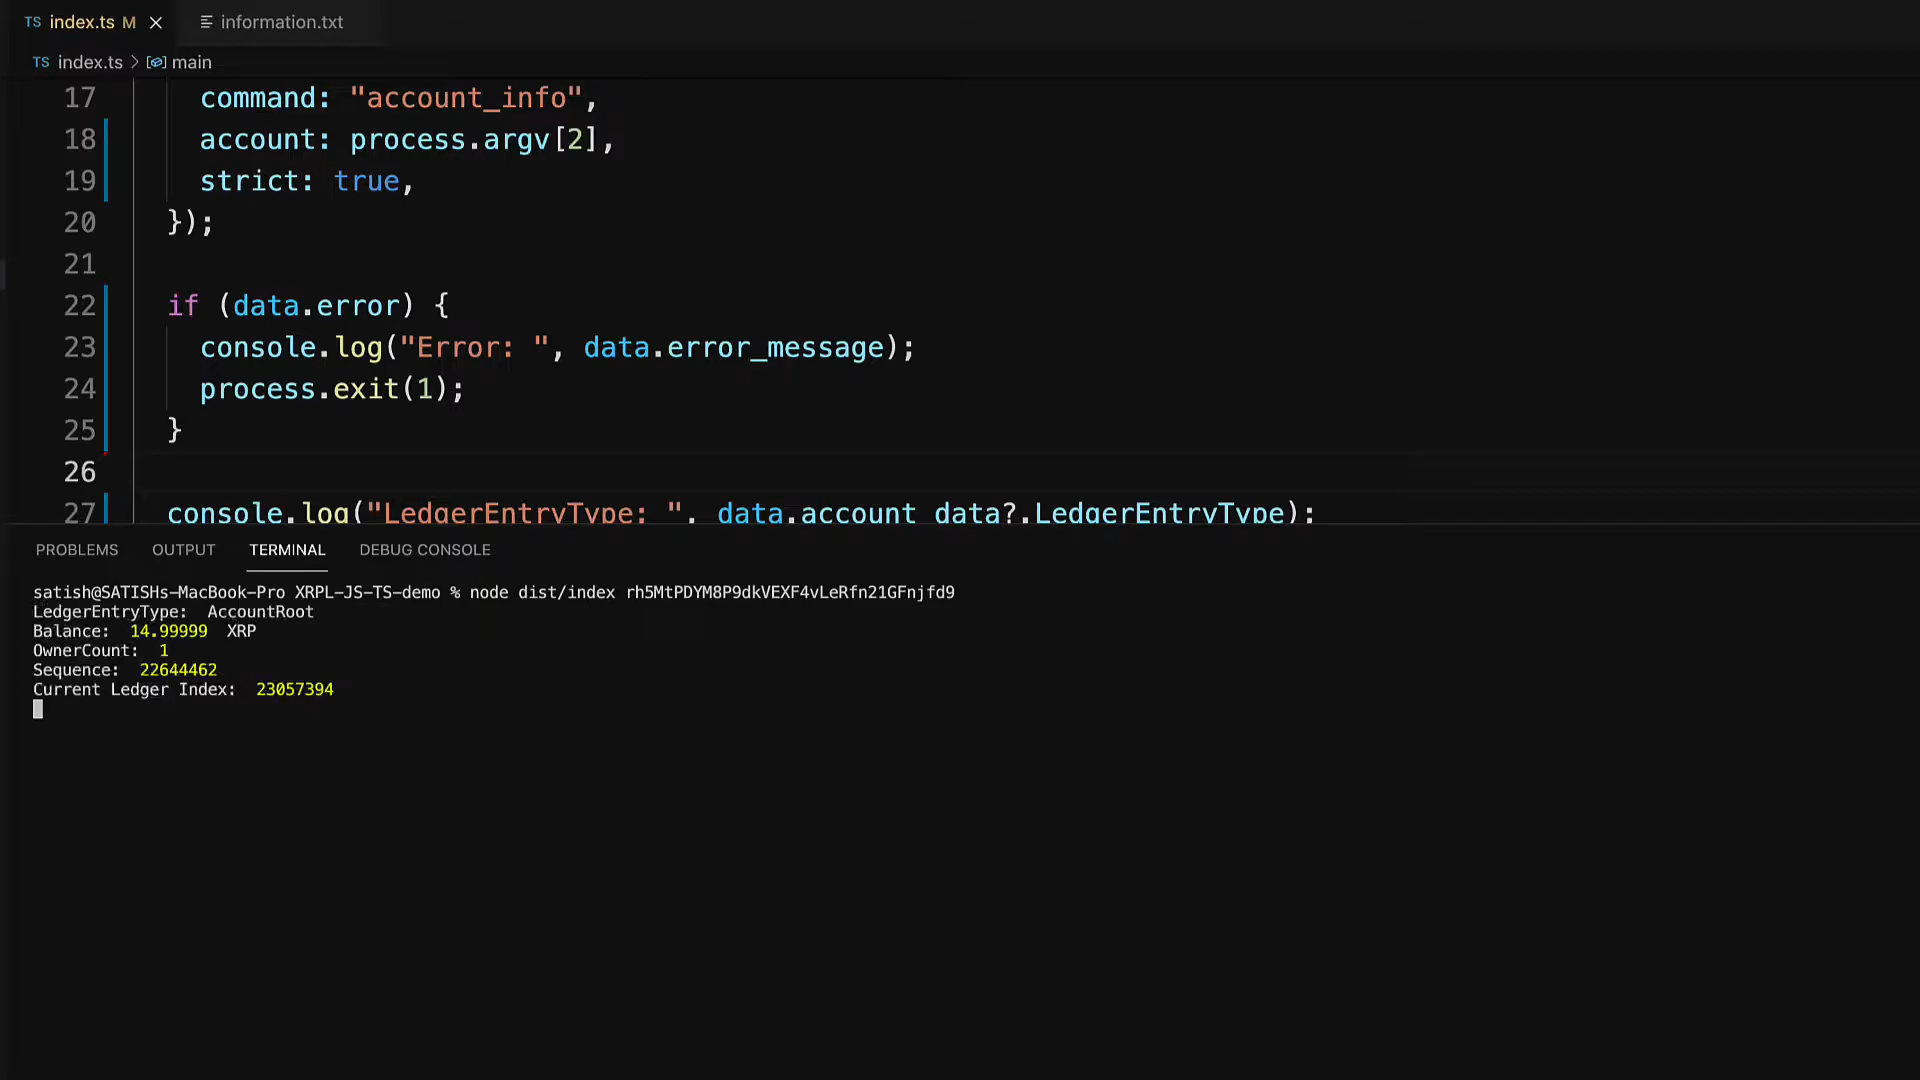 TS index.ts M
information.txt
TS index.ts > main
17 command: "account_info",
18 account: process.argv[2],
19 strict: true,
20 });
21
22 if (data.error) {
23 console.log("Error: ", data.error_message);
24 process.exit(1);
25 }
26
27 console.log("LedgerEntryType: ", data.account_data?.LedgerEntryType);
PROBLEMS OUTPUT TERMINAL DEBUG CONSOLE
satish@SATISHs-MacBook-Pro XRPL-JS-TS-demo % node dist/index rh5MtPDYM8P9dkVEXF4vLeRfn21GFnjfd9
LedgerEntryType: AccountRoot
Balance: 14.99999 XRP
OwnerCount: 1
Sequence: 22644462
Current Ledger Index: 23057394